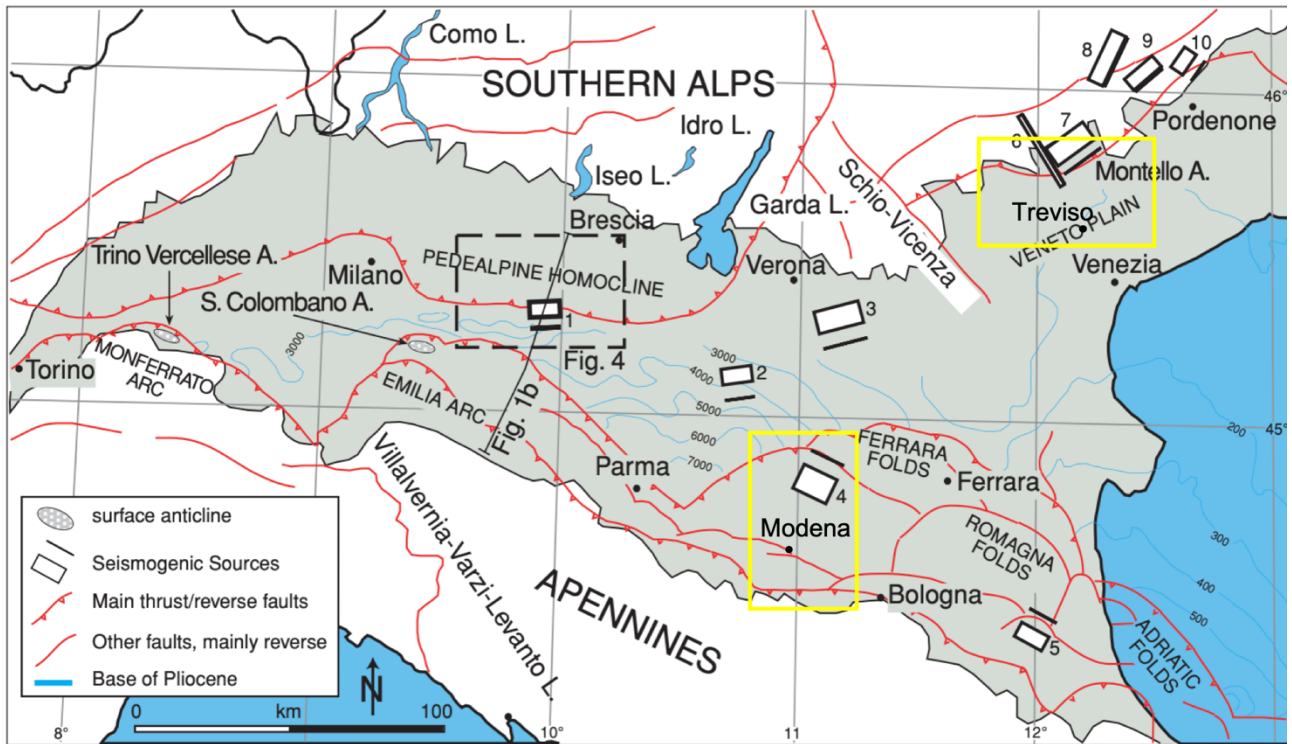 Como L.
SOUTHERN ALPS
Idro L.
Iseo L.
Brescia
Garda L.
Schio-Vicenza
8
9
10
46°
Pordenone
6
7
Montello A.
Treviso
VENETO PLAIN
Venezia
Trino Vercellese A.
Milano
PEDEALPINE HOMOCLINE
Verona
S. Colombano A.
1
3
3000
Fig. 4
Torino
MONFERRATO
ARC
EMILIA ARC
Fig. 1b
2
3000
4000
5000
6000
7000
45°
200
Parma
FERRARA
FOLDS
Ferrara
4
Modena
ROMAGNA
FOLDS
300
400
500
Bologna
5
ADRIATIC
FOLDS
Villalvernia-Varzi-Levanto L.
APENNINES
surface anticline
Seismogenic Sources
Main thrust/reverse faults
Other faults, mainly reverse
Base of Pliocene
N
0 km 100
8°
10°
11
12°